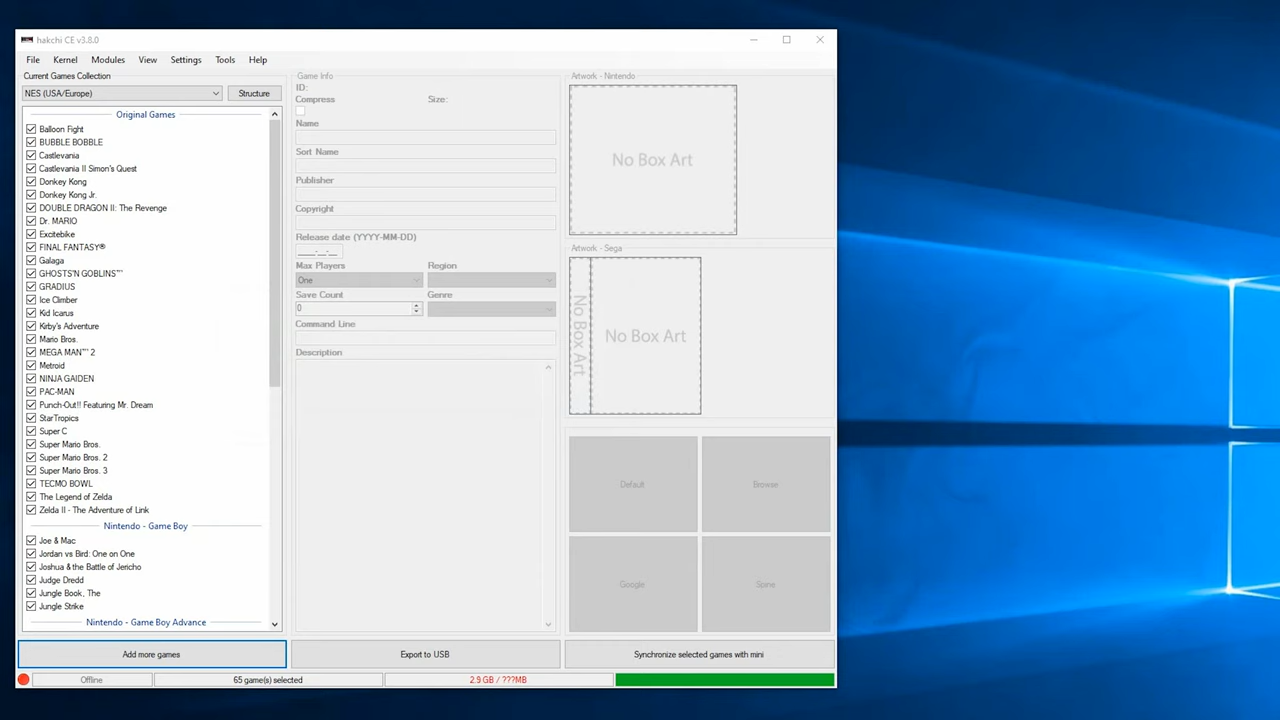 hakchi CE v3.8.0
File Kernel Modules View Settings Tools Help
Current Games Collection
NES (USA/Europe)
Structure
Original Games
Balloon Fight
BUBBLE BOBBLE
Castlevania
Castlevania II Simon's Quest
Donkey Kong
Donkey Kong Jr.
DOUBLE DRAGON II: The Revenge
Dr. MARIO
Excitebike
FINAL FANTASY®
Galaga
GHOSTS'N GOBLINS™
GRADIUS
Ice Climber
Kid Icarus
Kirby's Adventure
Mario Bros.
MEGA MAN™ 2
Metroid
NINJA GAIDEN
PAC-MAN
Punch-Out!! Featuring Mr. Dream
StarTropics
Super C
Super Mario Bros.
Super Mario Bros. 2
Super Mario Bros. 3
TECMO BOWL
The Legend of Zelda
Zelda II - The Adventure of Link
Nintendo - Game Boy
Joe & Mac
Jordan vs Bird: One on One
Joshua & the Battle of Jericho
Judge Dredd
Jungle Book, The
Jungle Strike
Nintendo - Game Boy Advance
Game Info
ID:
Compress
Size:
Name
Sort Name
Publisher
Copyright
Release date (YYYY-MM-DD)
____-__-__
Max Players
Region
One
Save Count
Genre
0
Command Line
Description
Artwork - Nintendo
No Box Art
Artwork - Sega
No Box Art
No Box Art
Default
Browse
Google
Spine
Add more games
Export to USB
Synchronize selected games with mini
Offline
65 game(s) selected
2.9 GB / ???MB